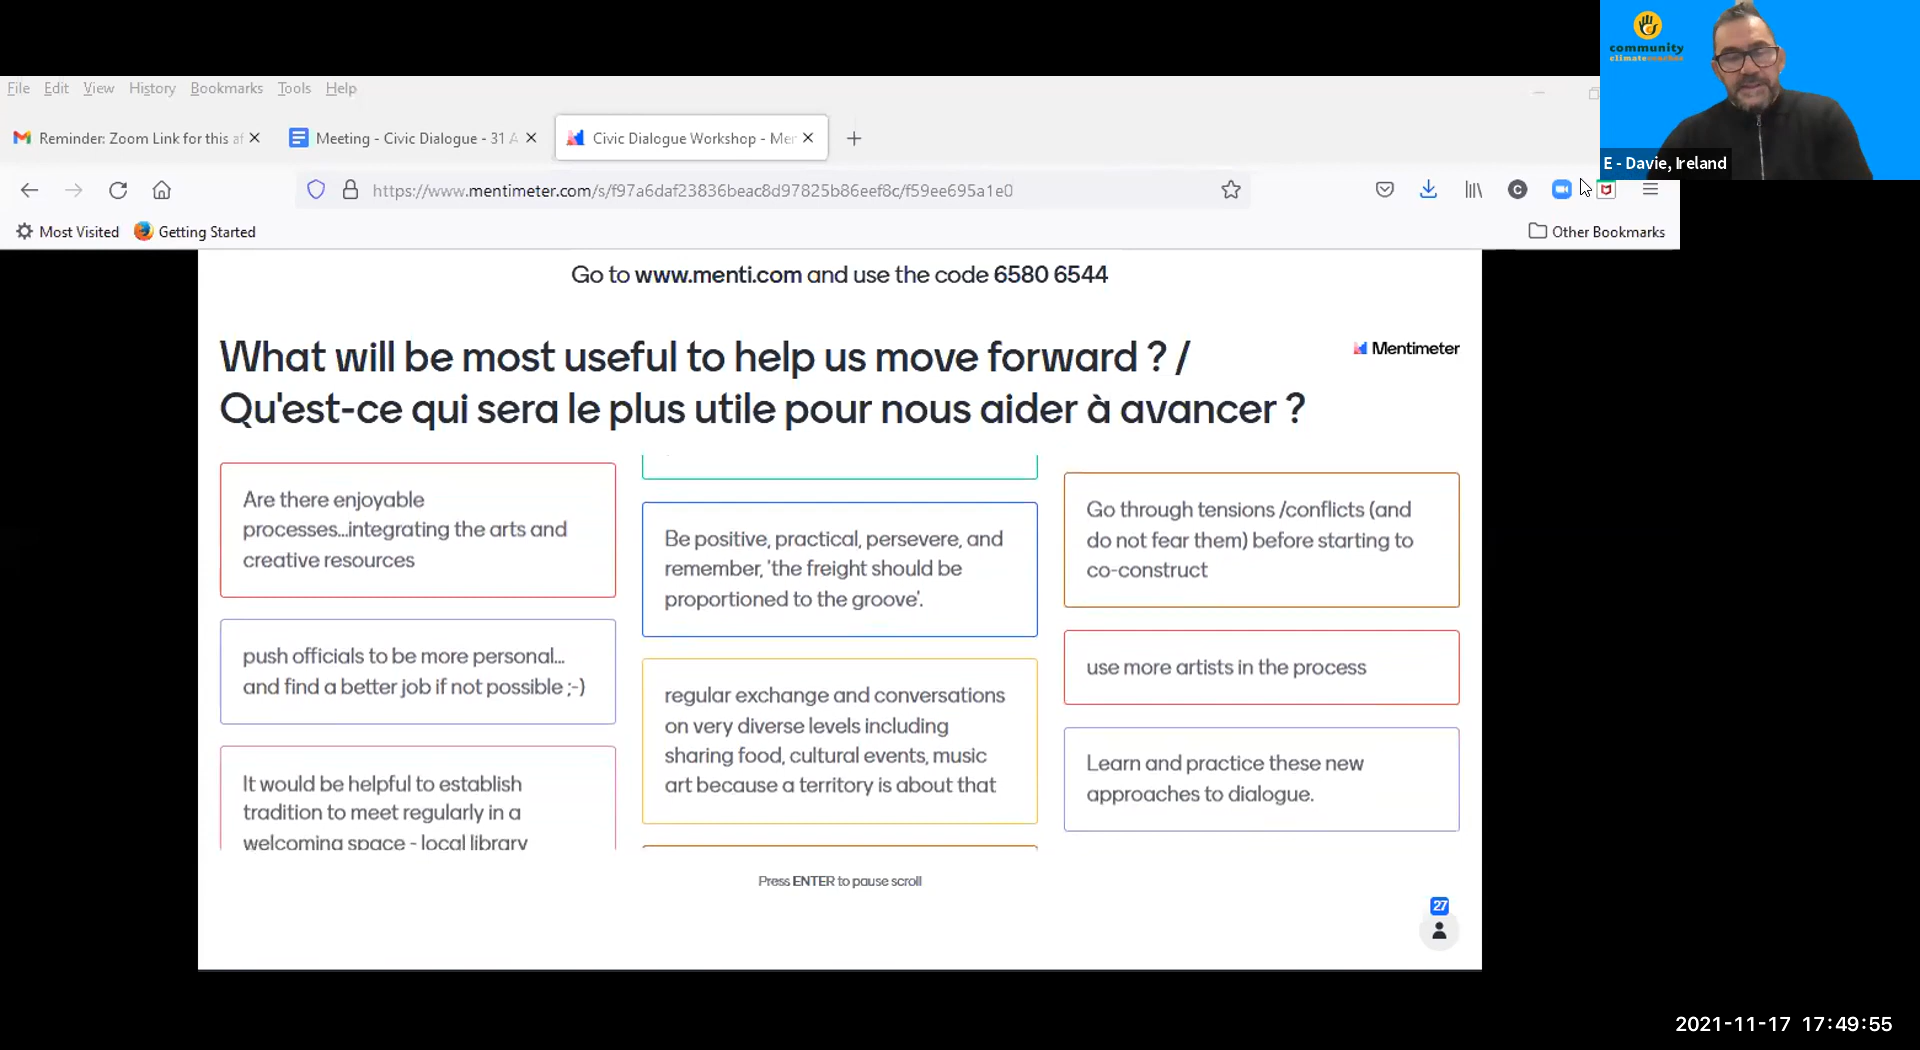 community
E - Davie, Ireland
File Edit View History Bookmarks Tools Help
Reminder: Zoom Link for this af
Meeting - Civic Dialogue - 31 A
Civic Dialogue Workshop - Mer
https://www.mentimeter.com/s/f97a6daf23836beac8d97825b86eef8c/f59ee695a1e0
Most Visited Getting Started Other Bookmarks
Go to www.menti.com and use the code 6580 6544
What will be most useful to help us move forward ? /
Qu'est-ce qui sera le plus utile pour nous aider à avancer ?
Mentimeter
Are there enjoyable
processes...integrating the arts and
creative resources
push officials to be more personal...
and find a better job if not possible ;-)
It would be helpful to establish
tradition to meet regularly in a
welcoming space - local library
Be positive, practical, persevere, and
remember, 'the freight should be
proportioned to the groove'.
regular exchange and conversations
on very diverse levels including
sharing food, cultural events, music
art because a territory is about that
Go through tensions /conflicts (and
do not fear them) before starting to
co-construct
use more artists in the process
Learn and practice these new
approaches to dialogue.
Press ENTER to pause scroll
27
2021-11-17 17:49:55